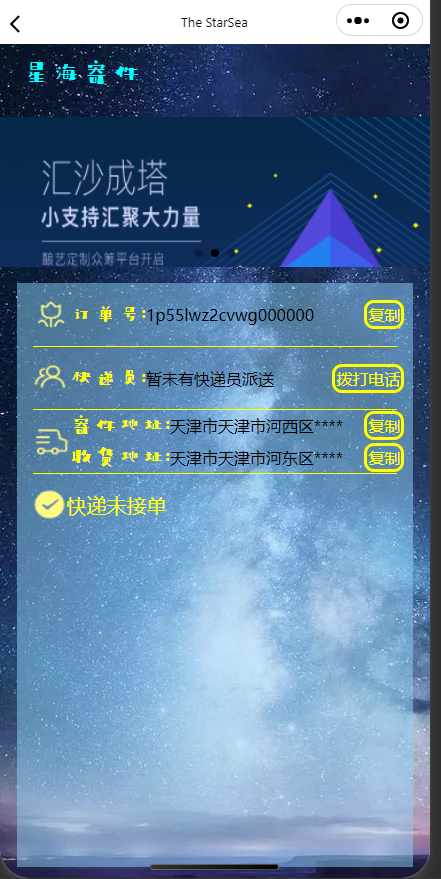 The StarSea
星海寄件
汇沙成塔
小支持汇聚大力量
酿艺定制众筹平台开启
订单号:1p55lwz2cvwg000000 复制
快递员:暂未有快递员派送 拨打电话
寄件地址:天津市天津市河西区**** 复制
收货地址:天津市天津市河东区**** 复制
快递未接单